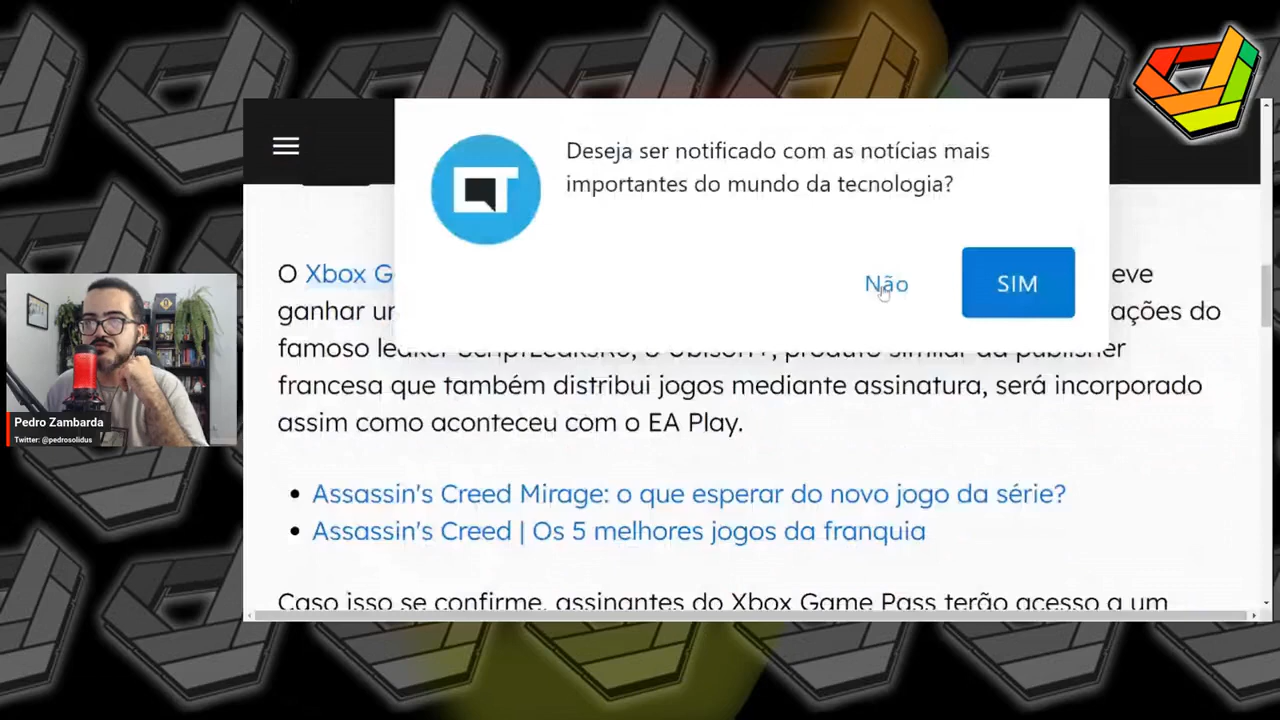 Deseja ser notificado com as notícias mais
importantes do mundo da tecnologia?
Não
SIM
O Xbox G
eve
ganhar u
ações do
famoso
francesa que também distribui jogos mediante assinatura, será incorporado
assim como aconteceu com o EA Play.
Assassin's Creed Mirage: o que esperar do novo jogo da série?
Assassin's Creed | Os 5 melhores jogos da franquia
Caso isso se confirme, assinantes do Xbox Game Pass terão acesso a um
Pedro Zambarda
Twitter: @pedrosolidus